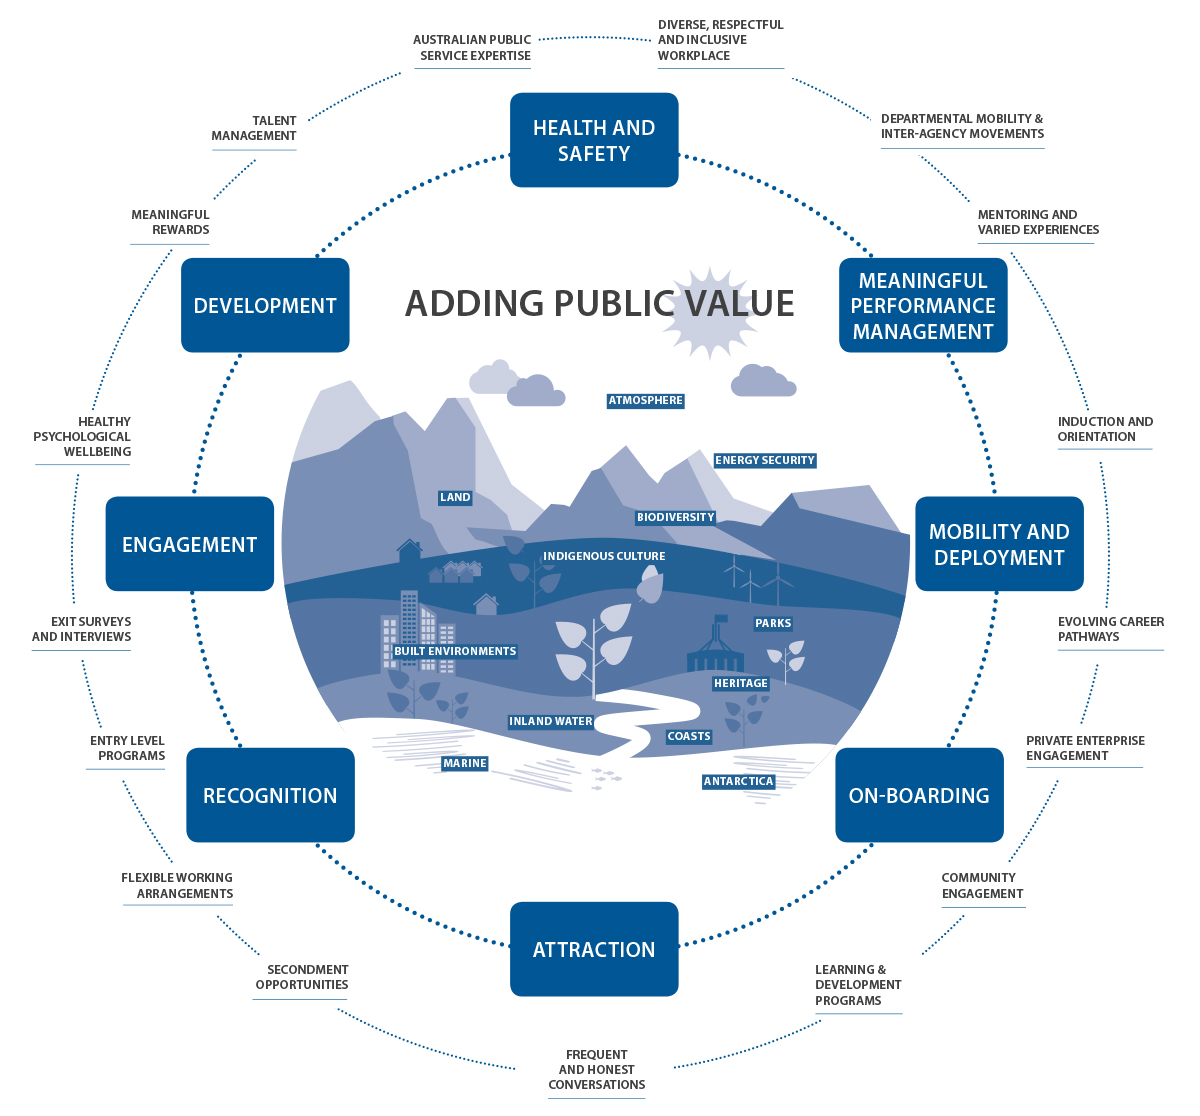 DIVERSE, RESPECTFUL
AND INCLUSIVE
WORKPLACE
AUSTRALIAN PUBLIC
SERVICE EXPERTISE
TALENT
MANAGEMENT
DEPARTMENTAL MOBILITY &
INTER-AGENCY MOVEMENTS
HEALTH AND
SAFETY
MEANINGFUL
REWARDS
MENTORING AND
VARIED EXPERIENCES
DEVELOPMENT
MEANINGFUL
PERFORMANCE
MANAGEMENT
ADDING PUBLIC VALUE
ATMOSPHERE
HEALTHY
PSYCHOLOGICAL
WELLBEING
INDUCTION AND
ORIENTATION
ENERGY SECURITY
LAND
BIODIVERSITY
ENGAGEMENT
MOBILITY AND
DEPLOYMENT
INDIGENOUS CULTURE
EXIT SURVEYS
AND INTERVIEWS
PARKS
EVOLVING CAREER
PATHWAYS
BUILT ENVIRONMENTS
HERITAGE
INLAND WATER
COASTS
ENTRY LEVEL
PROGRAMS
PRIVATE ENTERPRISE
ENGAGEMENT
MARINE
ANTARCTICA
RECOGNITION
ON-BOARDING
FLEXIBLE WORKING
ARRANGEMENTS
COMMUNITY
ENGAGEMENT
ATTRACTION
SECONDMENT
OPPORTUNITIES
LEARNING &
DEVELOPMENT
PROGRAMS
FREQUENT
AND HONEST
CONVERSATIONS